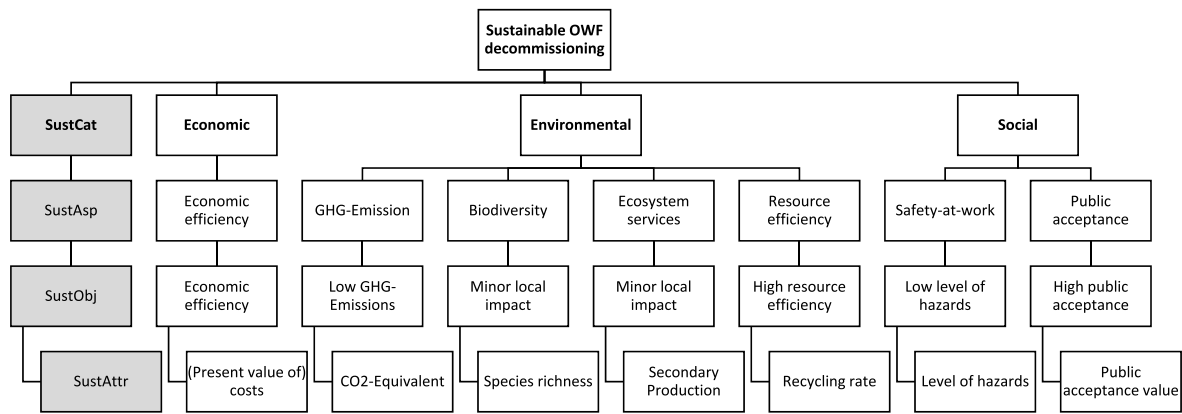 Sustainable OWF
decommissioning
SustCat
Economic
Environmental
Social
SustAsp
Economic
efficiency
GHG-Emission
Biodiversity
Ecosystem
services
Resource
efficiency
Safety-at-work
Public
acceptance
SustObj
Economic
efficiency
Low GHG-
Emissions
Minor local
impact
Minor local
impact
High resource
efficiency
Low level of
hazards
High public
acceptance
SustAttr
(Present value of)
costs
CO2-Equivalent
Species richness
Secondary
Production
Recycling rate
Level of hazards
Public
acceptance value